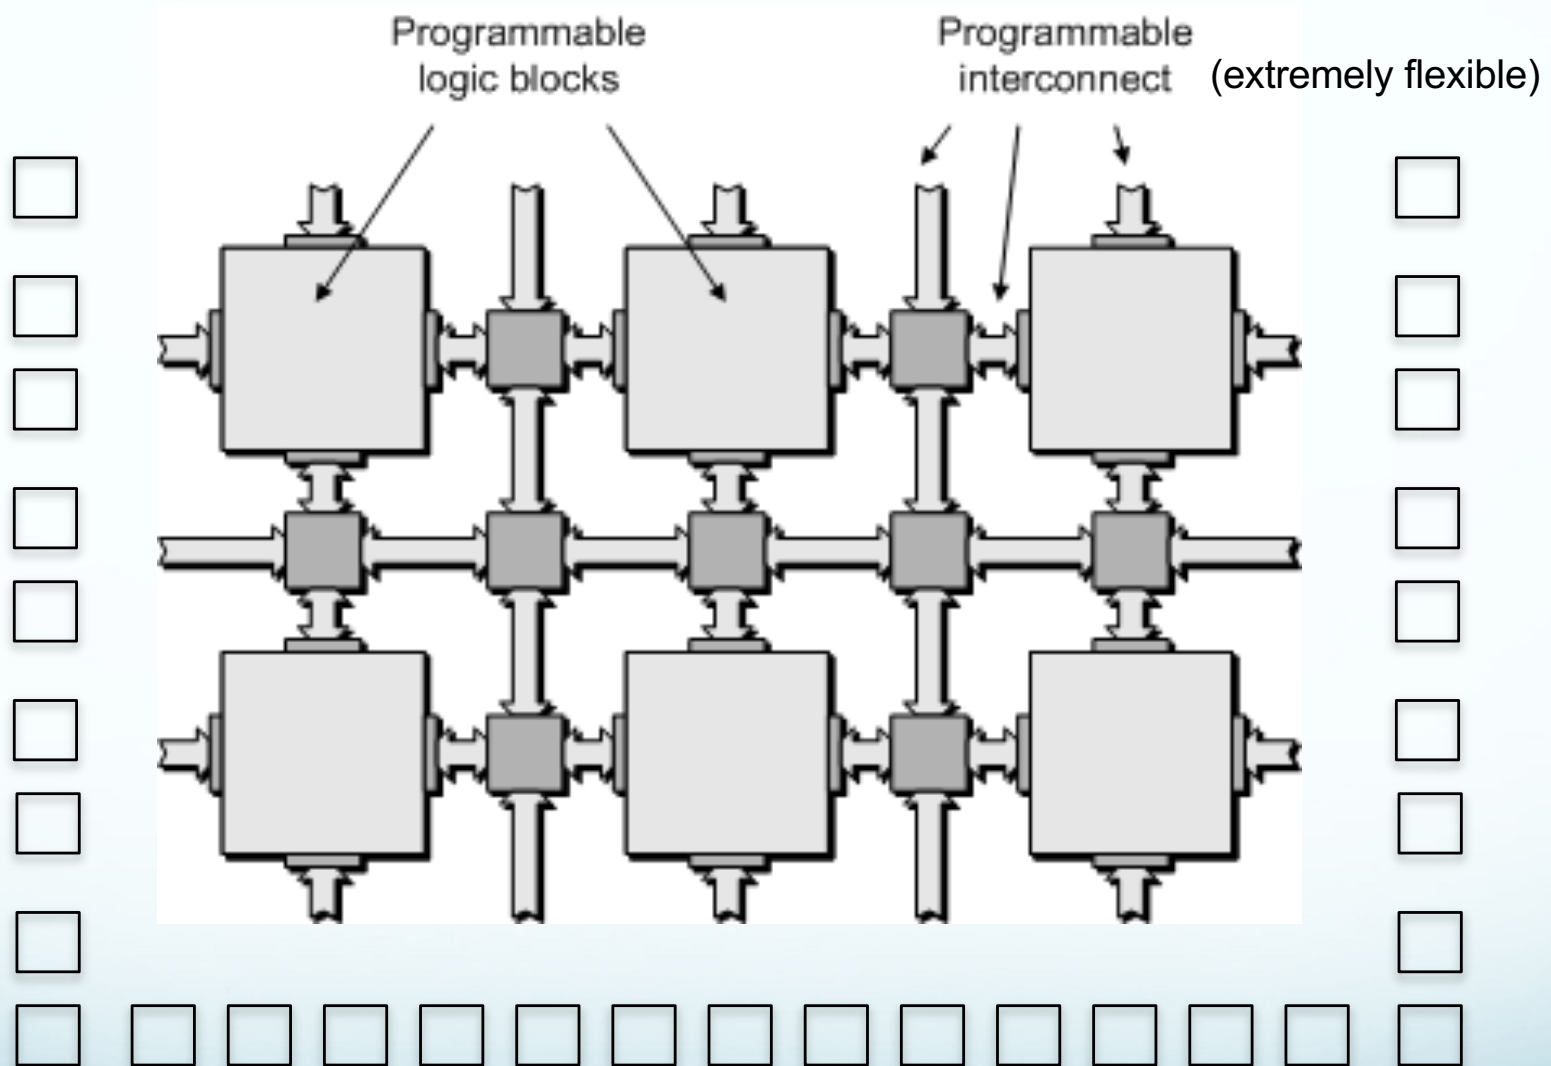 Programmable
logic blocks
Programmable
interconnect
(extremely flexible)